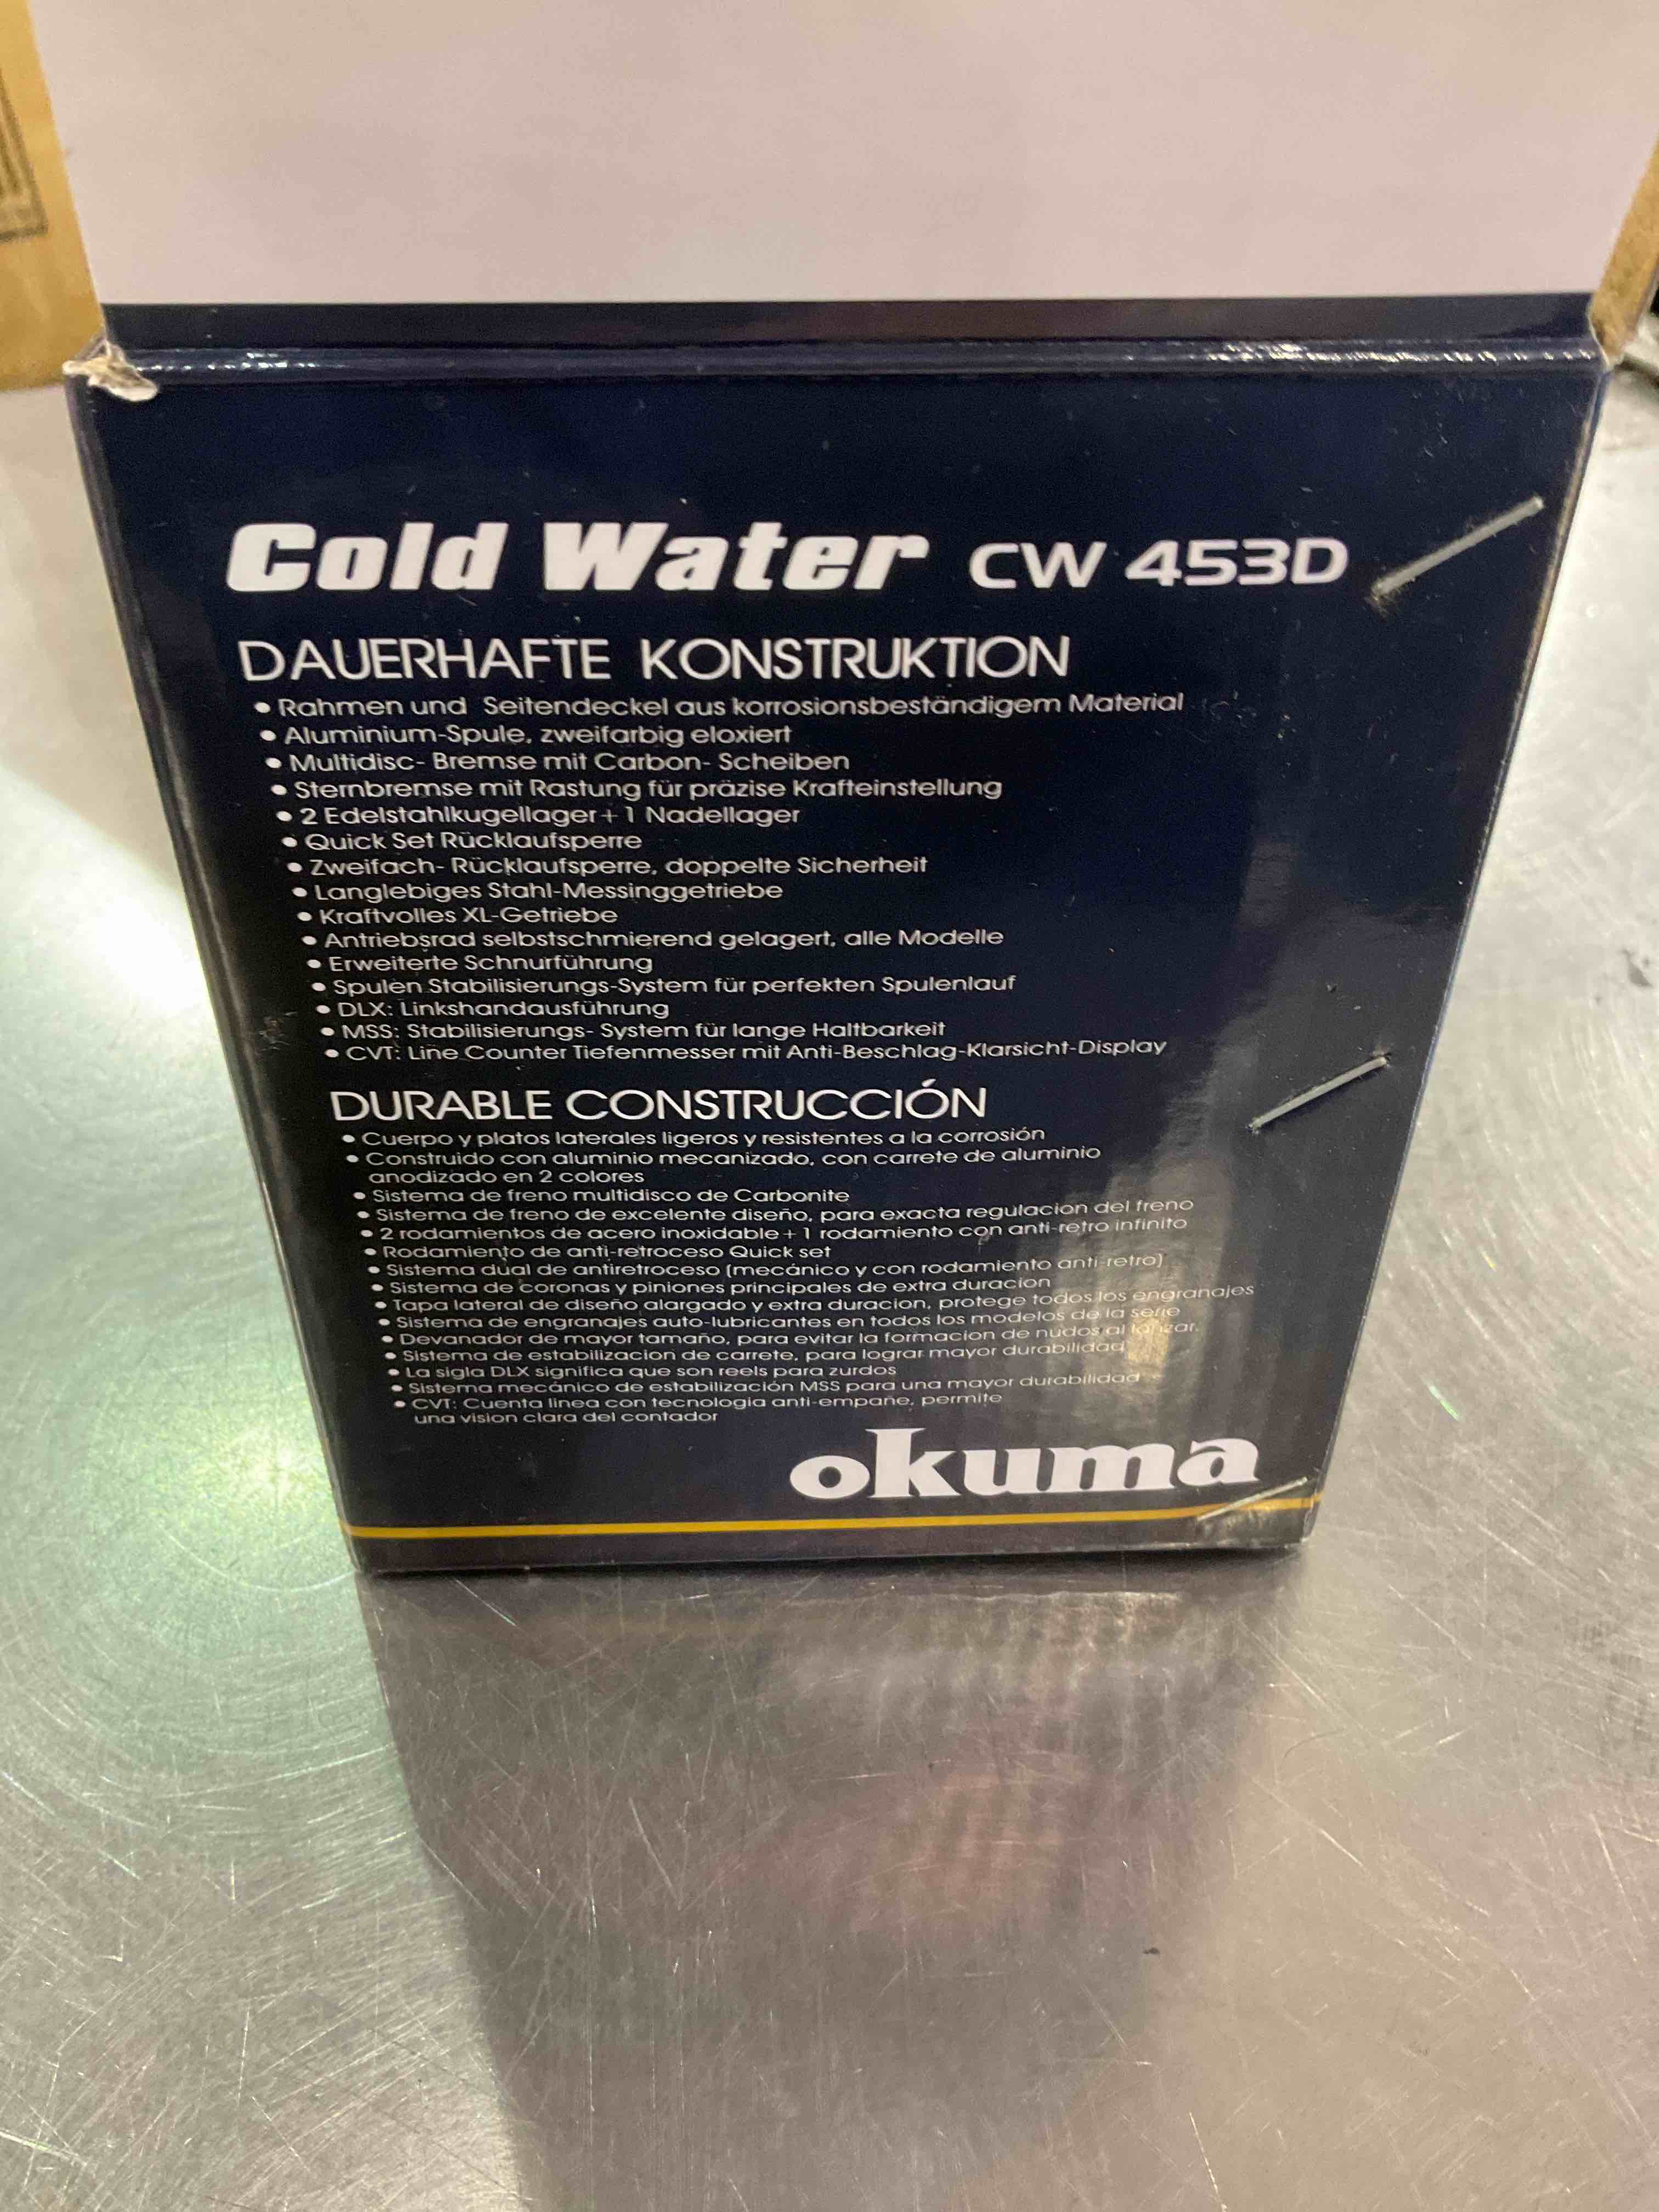 Cold Water CW 453D
DAUERHAFTE KONSTRUKTION
• Rahmen und Seitendeckel aus korrosionsbeständigem Material
• Aluminium-Spule, zweifarbig eloxiert
• Multidisc- Bremse mit Carbon- Scheiben
• Sternbremse mit Rastung für präzise Krafteinstellung
• 2 Edelstahlkugellager + 1 Nadellager
• Quick Set Rücklaufsperre
• Zweifach- Rücklaufsperre, doppelte Sicherheit
• Langlebiges Stahl-Messinggetriebe
• Kraftvolles XL-Getriebe
• Antriebsrad selbstschmierend gelagert, alle Modelle
• Erweiterte Schnurführung
• Spulen Stabilisierungs-System für perfekten Spulenlauf
• DLX: Linkshandausführung
• MSS: Stabilisierungs- System für lange Haltbarkeit
• CVT: Line Counter Tiefenmesser mit Anti-Beschlag-Klarsicht-Display
DURABLE CONSTRUCCIÓN
• Cuerpo y platos laterales ligeros y resistentes a la corrosión
• Construido con aluminio mecanizado, con carrete de aluminio
anodizado en 2 colores
• Sistema de freno multidisco de Carbonite
• Sistema de freno de excelente diseño, para exacta regulacion del freno
• 2 rodamientos de acero inoxidable + 1 rodamiento con anti-retro infinito
• Rodamiento de anti-retroceso Quick set
• Sistema dual de antiretroceso (mecánico y con rodamiento anti-retro)
• Sistema de coronas y piniones principales de extra duracion
• Tapa lateral de diseño alargado y extra duracion, protege todos los engranajes
• Sistema de engranajes auto-lubricantes en todos los modelos de la serie
• Devanador de mayor tamaño, para evitar la formacion de nudos al lanzar.
• Sistema de estabilizacion de carrete, para lograr mayor durabilidad
• La sigla DLX significa que son reels para zurdos
• Sistema mecánico de estabilización MSS para una mayor durabilidad
• CVT: Cuenta linea con tecnologia anti-empañe, permite
una vision clara del contador
okuma